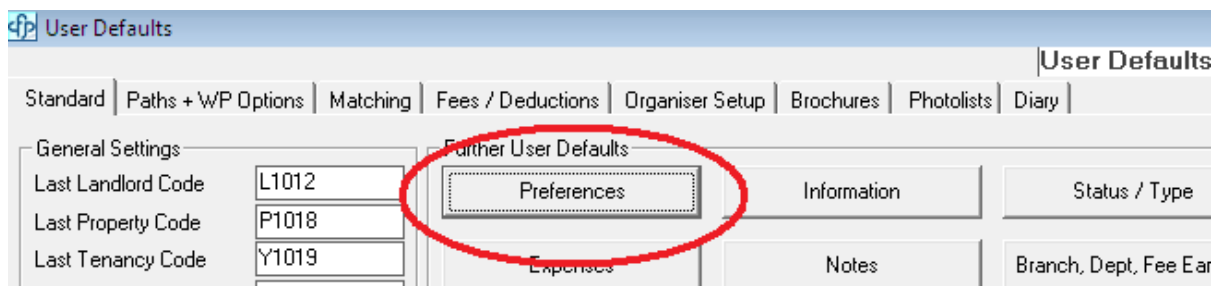 cfp User Defaults
User Defaults
Standard Paths + WP Options Matching Fees / Deductions Organiser Setup Brochures Photolists Diary
General Settings Further User Defaults
Last Landlord Code L1012 Preferences Information Status / Type
Last Property Code P1018
Last Tenancy Code Y1019 Expenses Notes Branch, Dept, Fee Ear